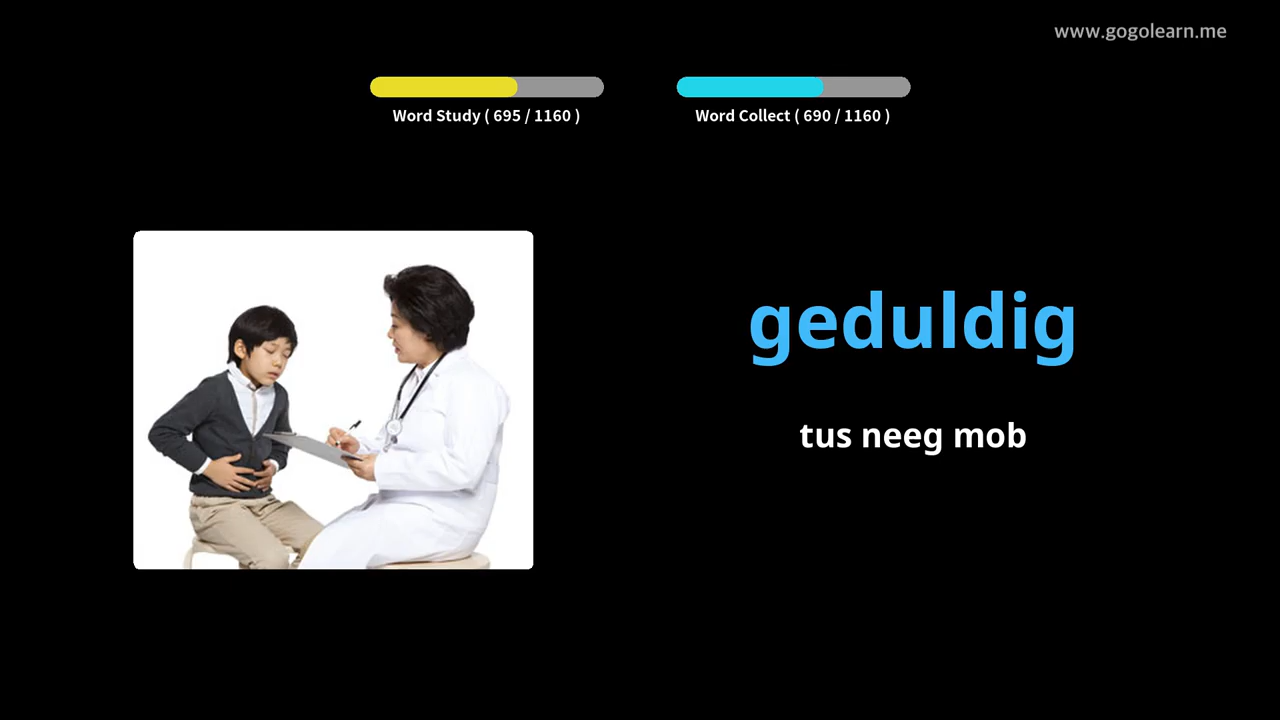 www.gogolearn.me
Word Study ( 695 / 1160 )
Word Collect ( 690 / 1160 )
geduldig
tus neeg mob